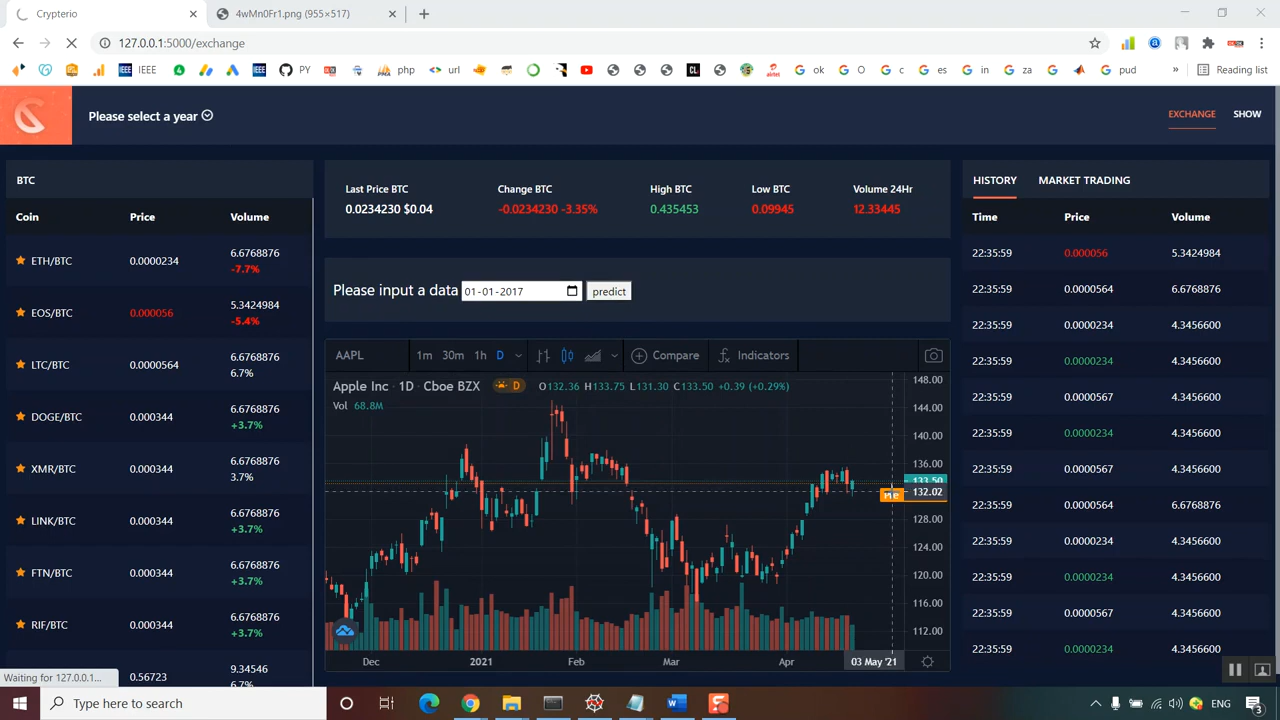 Crypterio
4wMn0Fr1.png (955×517)
127.0.0.1:5000/exchange
IEEE
PY
php
url
ok
O
c
es
in
za
pud
»
Reading list
Please select a year
EXCHANGE
SHOW
BTC
Coin Price Volume
ETH/BTC 0.0000234 6.6768876
-7.7%
EOS/BTC 0.000056 5.3424984
-5.4%
LTC/BTC 0.0000564 6.6768876
6.7%
DOGE/BTC 0.000344 6.6768876
+3.7%
XMR/BTC 0.000344 6.6768876
3.7%
LINK/BTC 0.000344 6.6768876
+3.7%
FTN/BTC 0.000344 6.6768876
+3.7%
RIF/BTC 0.000344 6.6768876
+3.7%
0.56723 9.34546
6.7%
Waiting for 127.0.0.1...
Last Price BTC Change BTC High BTC Low BTC Volume 24Hr
0.0234230 $0.04 -0.0234230 -3.35% 0.435453 0.09945 12.33445
Please input a data 01-01-2017 predict
AAPL 1m 30m 1h D Compare Indicators
Apple Inc · 1D · Cboe BZX D O132.36 H133.75 L131.30 C133.50 +0.39 (+0.29%)
Vol 68.8M
148.00
144.00
140.00
136.00
133.50
132.02
128.00
124.00
120.00
116.00
112.00
Dec 2021 Feb Mar Apr 03 May '21
HISTORY MARKET TRADING
Time Price Volume
22:35:59 0.000056 5.3424984
22:35:59 0.0000564 6.6768876
22:35:59 0.0000234 4.3456600
22:35:59 0.0000234 4.3456600
22:35:59 0.0000567 4.3456600
22:35:59 0.0000234 4.3456600
22:35:59 0.0000567 4.3456600
22:35:59 0.0000564 6.6768876
22:35:59 0.0000234 4.3456600
22:35:59 0.0000234 4.3456600
22:35:59 0.0000567 4.3456600
22:35:59 0.0000234 4.3456600
Type here to search
ENG
3